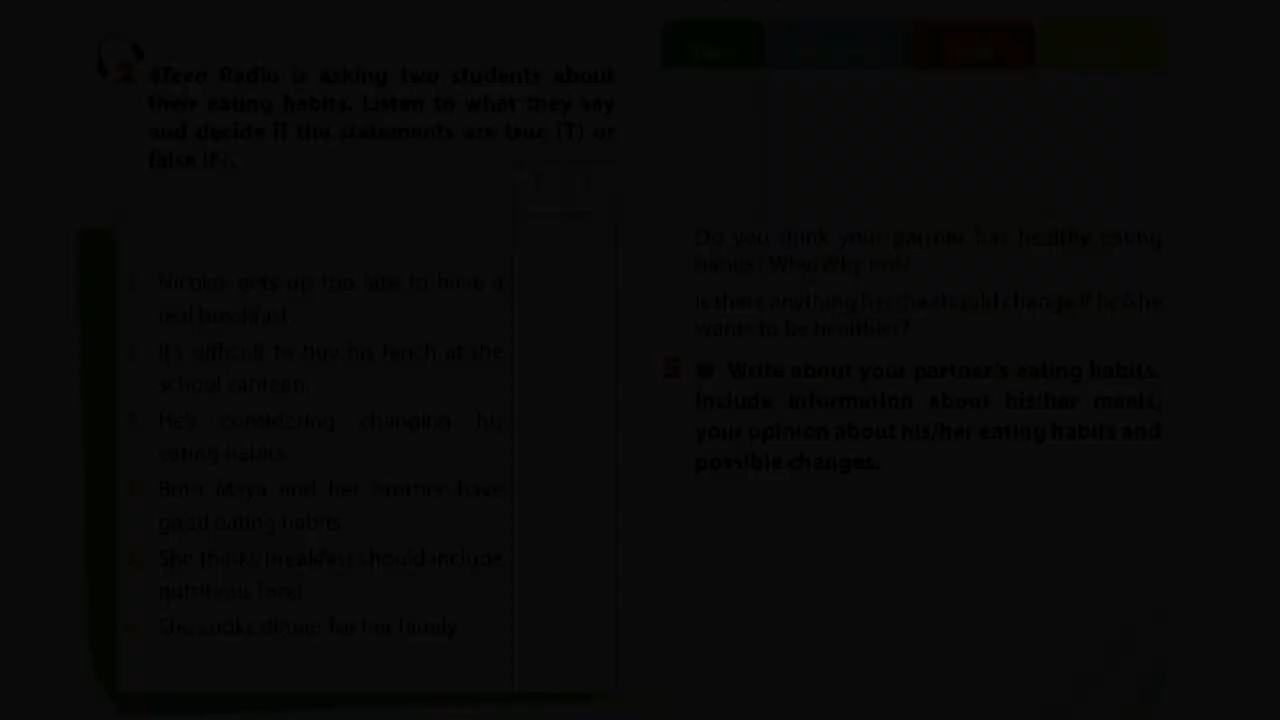 2 4Teen Radio is asking two students about
their eating habits. Listen to what they say
and decide if the statements are true (T) or
false (F).
Nicolas gets up too late to have a
real breakfast.
It's difficult to buy his lunch at the
school canteen.
He's considering changing his
eating habits.
Both Maya and her brother have
good eating habits.
She thinks breakfast should include
nutritious food.
She cooks dinner for her family.
Do you think your partner has healthy eating
habits? Why/Why not?
Is there anything he/she should change if he/she
wants to be healthier?
5 Write about your partner's eating habits.
Include information about his/her meals,
your opinion about his/her eating habits and
possible changes.